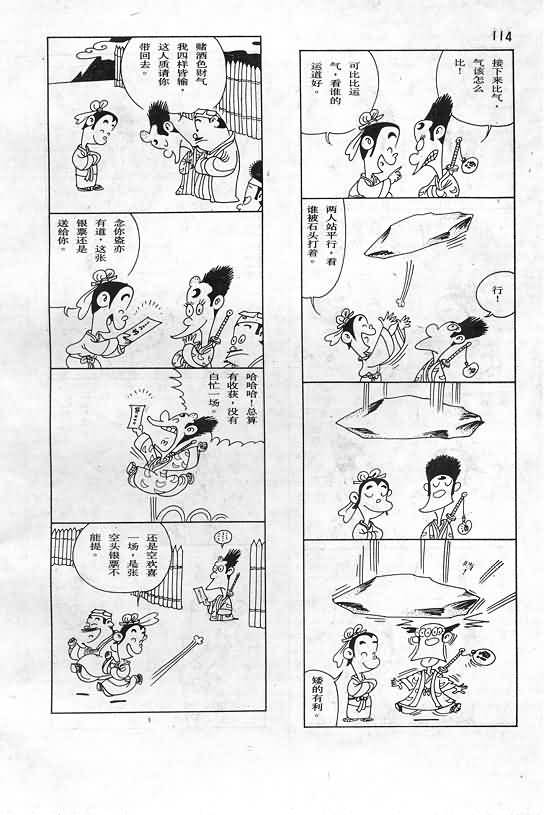 114
接下来比气，
气该怎么
比！
可比比运
气，看谁的
运道好。
两人站平行，看
谁被石头打着。
行！
矮的有利。
赌酒色财气
我四样皆输，
这人质请你
带回去。
念你盗亦
有道，这张
银票还是
送给你。
哈哈哈！总算
有收获，没有
白忙一场。
还是空欢喜
一场，是张
空头银票不
能提。